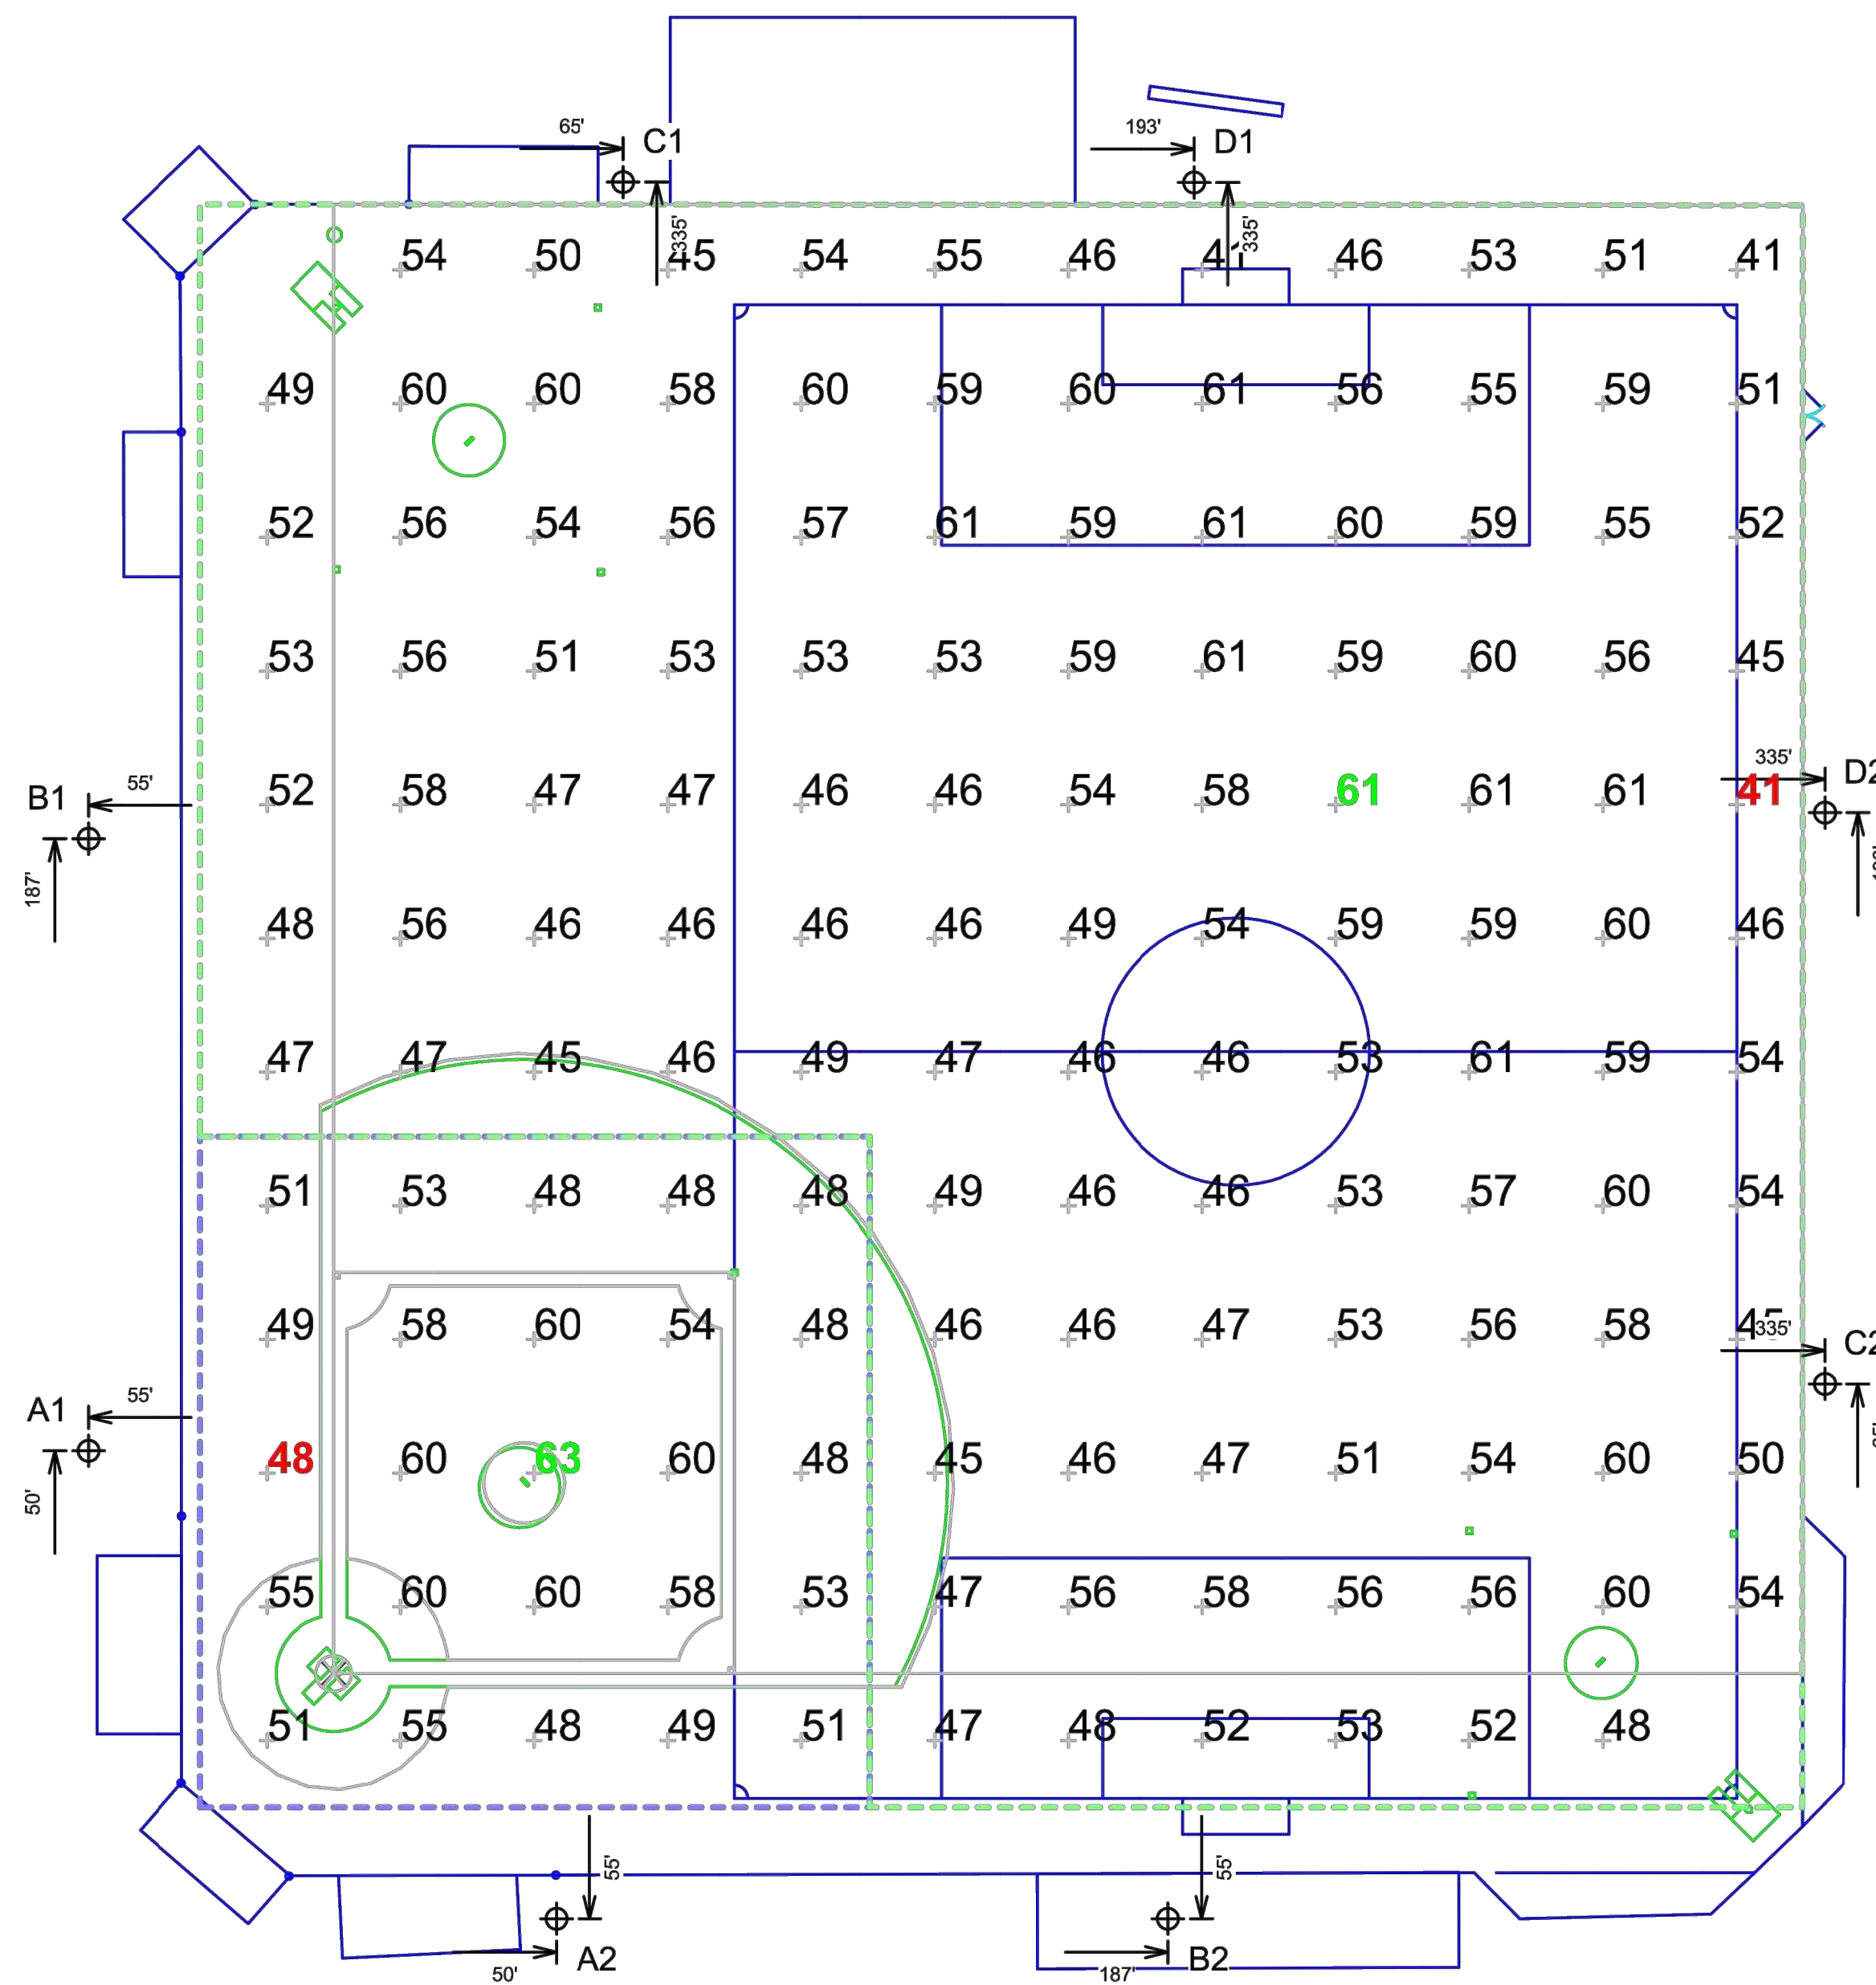 65' C1 193' D1
335' 335'
54 50 45 54 55 46 46 53 51 41
49 60 60 58 60 59 60 61 56 55 59 51
52 56 54 56 57 61 59 61 60 59 55 52
53 56 51 53 53 53 59 61 59 60 56 45
335'
B1 55' 52 58 47 47 46 46 54 58 61 61 61 41 D2
187'
48 56 46 46 46 46 49 54 59 59 60 46
47 47 45 46 49 47 46 46 53 61 59 54
51 53 48 48 48 49 46 46 53 57 60 54
49 58 60 54 48 46 46 47 53 56 58 335' C2
A1 55'
48 60 63 60 48 45 46 47 51 54 60 50
50'
55 60 60 58 53 47 56 58 56 56 60 54
51 55 48 49 51 47 48 52 53 52 48
55' 55'
50' A2 187' B2